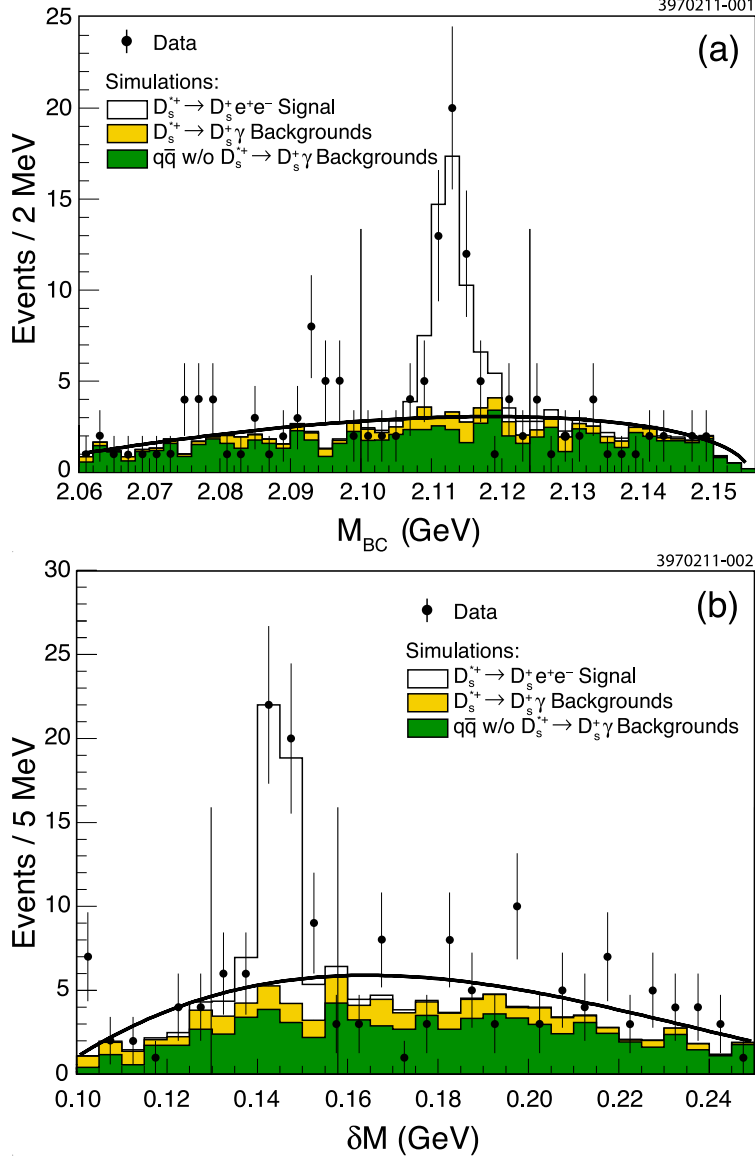 3970211-001
25
(a)
Data
Simulations:
D_s^{*+} → D_s^+ e^+e^- Signal
D_s^{*+} → D_s^+ γ Backgrounds
qq̄ w/o D_s^{*+} → D_s^+ γ Backgrounds
20
15
10
5
0
Events / 2 MeV
2.06 2.07 2.08 2.09 2.10 2.11 2.12 2.13 2.14 2.15
M_BC (GeV)
3970211-002
30
(b)
Data
Simulations:
D_s^{*+} → D_s^+ e^+e^- Signal
D_s^{*+} → D_s^+ γ Backgrounds
qq̄ w/o D_s^{*+} → D_s^+ γ Backgrounds
25
20
15
10
5
0
Events / 5 MeV
0.10 0.12 0.14 0.16 0.18 0.20 0.22 0.24
δM (GeV)